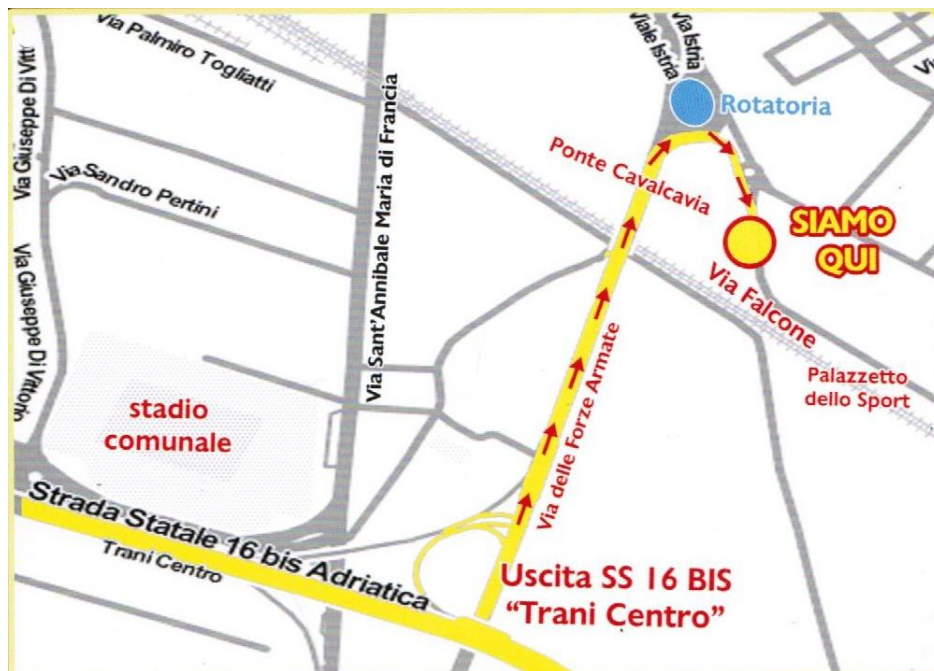 Via Giuseppe Di Vitt
Via Palmiro Togliatti
Via Sant'Annibale Maria di Francia
Viale Istria
Via Istria
Rotatoria
Ponte Cavalcavia
Via Sandro Pertini
SIAMO
QUI
Via Falcone
Via Giuseppe Di Vittorio
Palazzetto
dello Sport
stadio
comunale
Via delle Forze Armate
Strada Statale 16 bis Adriatica
Trani Centro
Uscita SS 16 BIS
"Trani Centro"